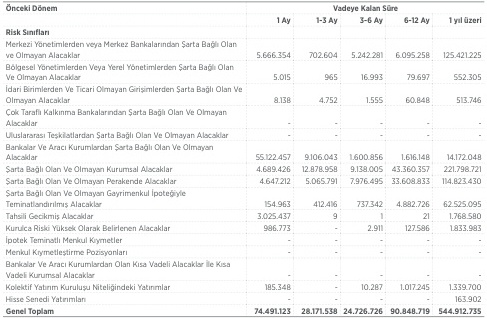 Önceki Dönem Vadeye Kalan Süre
1 Ay 1-3 Ay 3-6 Ay 6-12 Ay 1 yıl üzeri
Risk Sınıfları
Merkezi Yönetimlerden veya Merkez Bankalarından Şarta Bağlı Olan
ve Olmayan Alacaklar 5.666.354 702.604 5.242.281 6.095.258 125.421.225
Bölgesel Yönetimlerden Veya Yerel Yönetimlerden Şarta Bağlı Olan
Ve Olmayan Alacaklar 5.015 965 16.993 79.697 552.305
İdari Birimlerden Ve Ticari Olmayan Girişimlerden Şarta Bağlı Olan Ve
Olmayan Alacaklar 8.138 4.752 1.555 60.848 513.746
Çok Taraflı Kalkınma Bankalarından Şarta Bağlı Olan Ve Olmayan
Alacaklar - - - - -
Uluslararası Teşkilatlardan Şarta Bağlı Olan Ve Olmayan Alacaklar - - - - -
Bankalar Ve Aracı Kurumlardan Şarta Bağlı Olan Ve Olmayan
Alacaklar 55.122.457 9.106.043 1.600.856 1.616.148 14.172.048
Şarta Bağlı Olan Ve Olmayan Kurumsal Alacaklar 4.689.426 12.878.958 9.138.005 43.360.357 221.798.721
Şarta Bağlı Olan Ve Olmayan Perakende Alacaklar 4.647.212 5.065.791 7.976.495 33.608.833 114.823.430
Şarta Bağlı Olan Ve Olmayan Gayrimenkul İpoteğiyle
Teminatlandırılmış Alacaklar 154.963 412.416 737.342 4.882.726 62.525.095
Tahsili Gecikmiş Alacaklar 3.025.437 9 1 21 1.768.580
Kurulca Riski Yüksek Olarak Belirlenen Alacaklar 986.773 - 2.911 127.586 1.833.983
İpotek Teminatlı Menkul Kıymetler - - - - -
Menkul Kıymetleştirme Pozisyonları - - - - -
Bankalar Ve Aracı Kurumlardan Olan Kısa Vadeli Alacaklar İle Kısa
Vadeli Kurumsal Alacaklar - - - - -
Kolektif Yatırım Kuruluşu Niteliğindeki Yatırımlar 185.348 - 10.287 1.017.245 1.339.700
Hisse Senedi Yatırımları - - - - 163.902
Genel Toplam 74.491.123 28.171.538 24.726.726 90.848.719 544.912.735